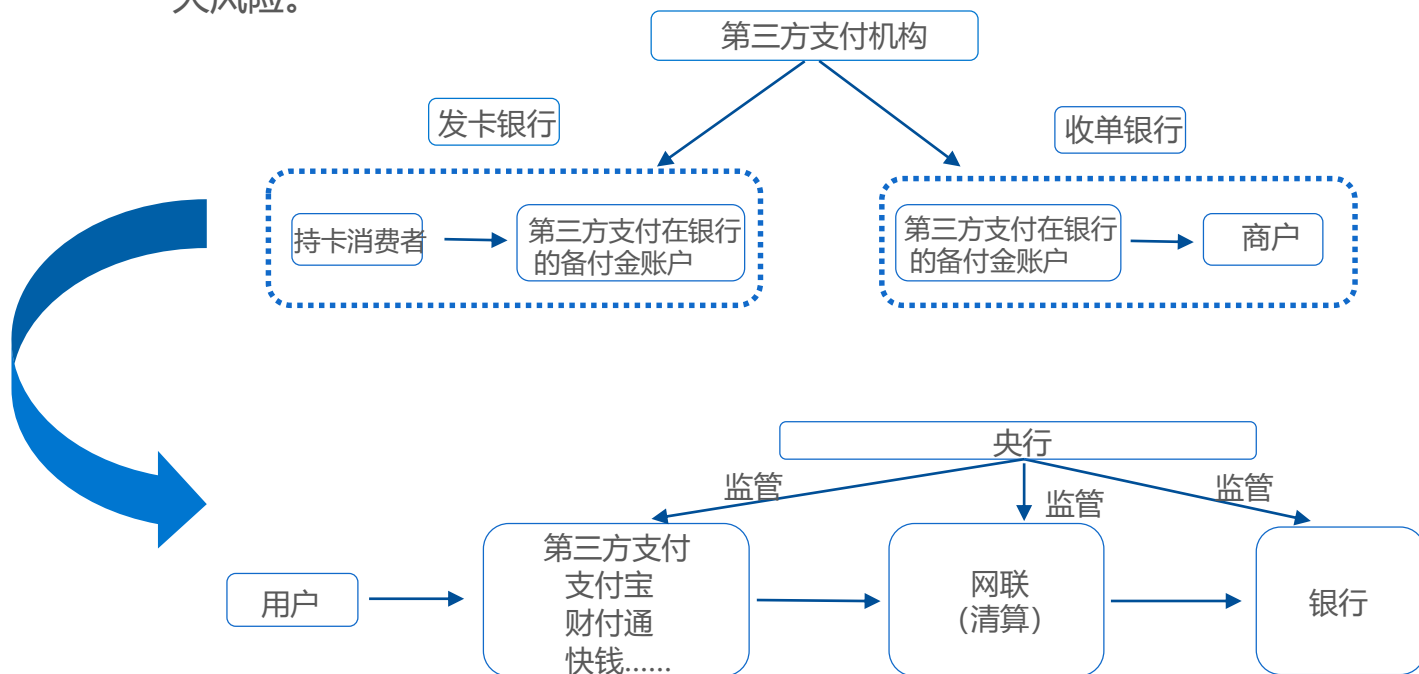 大风险。
第三方支付机构
发卡银行
收单银行
持卡消费者
第三方支付在银行
的备付金账户
第三方支付在银行
的备付金账户
商户
央行
监管
监管
监管
用户
第三方支付
支付宝
财付通
快钱......
网联
(清算)
银行